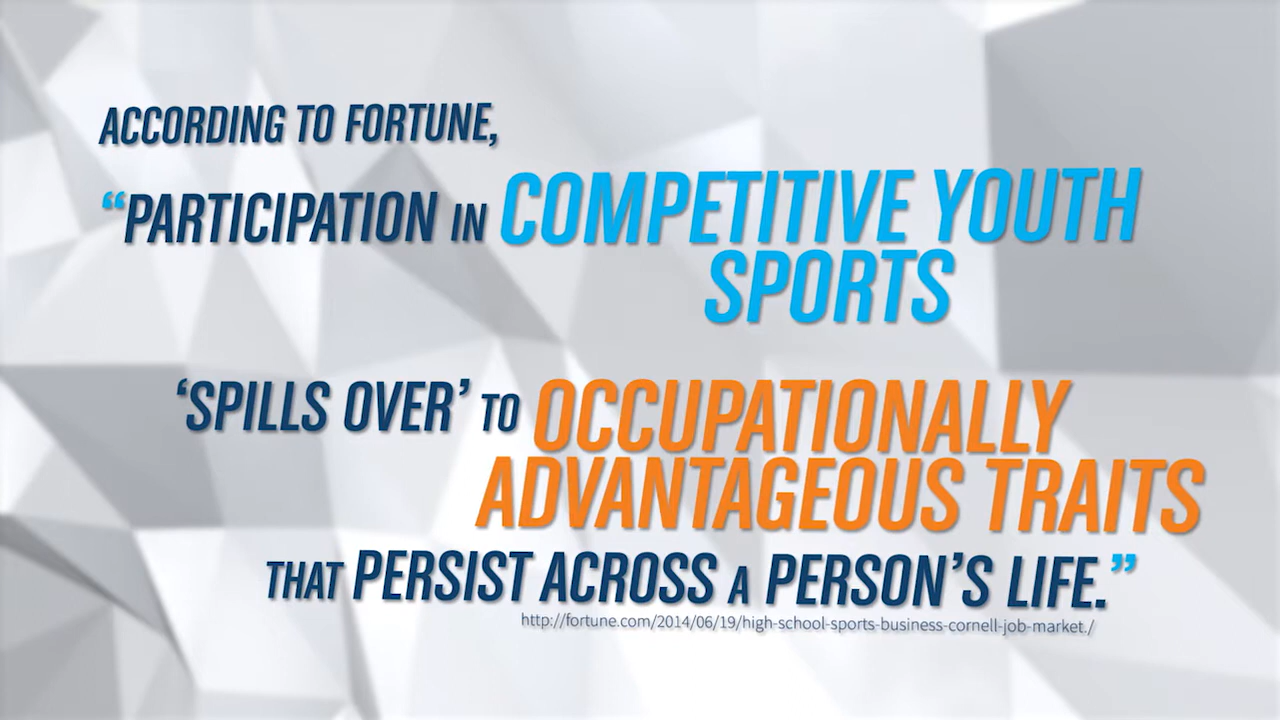 ACCORDING TO FORTUNE,
“PARTICIPATION IN COMPETITIVE YOUTH
SPORTS
‘SPILLS OVER’ TO OCCUPATIONALLY
ADVANTAGEOUS TRAITS
THAT PERSIST ACROSS A PERSON’S LIFE.”
http://fortune.com/2014/06/19/high-school-sports-business-cornell-job-market./